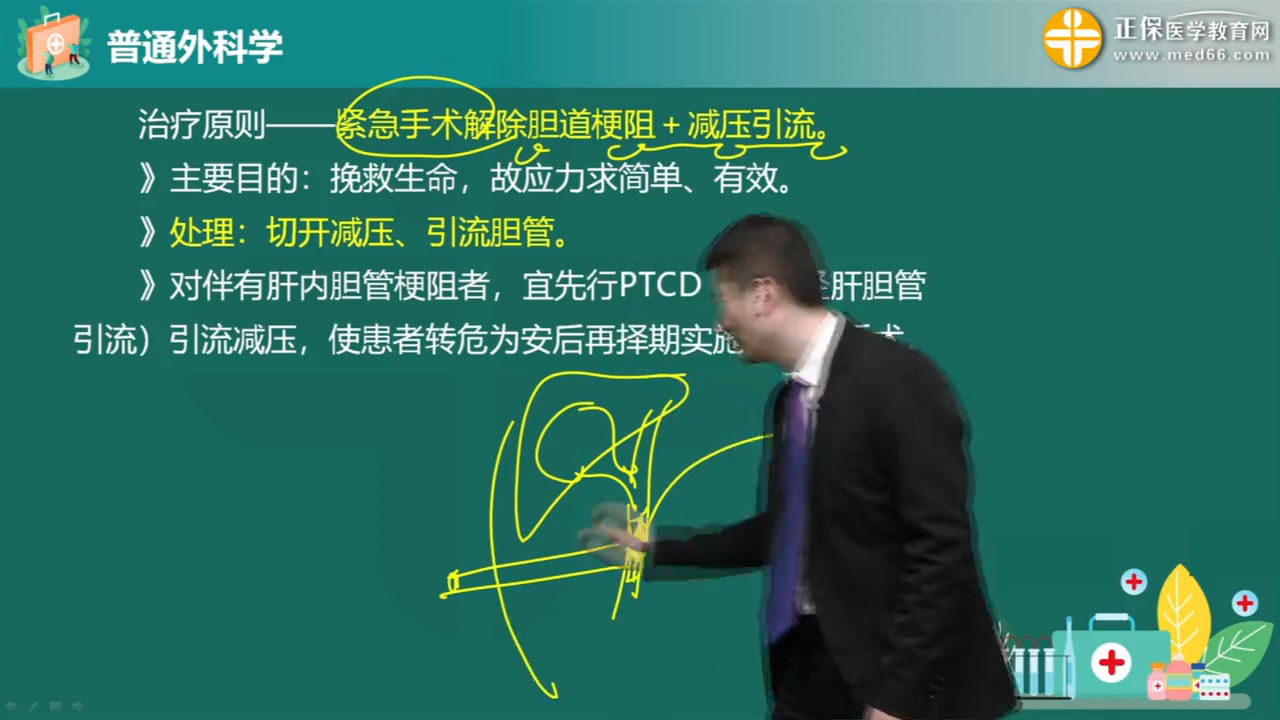 普通外科学
正保医学教育网
www.med66.com
治疗原则——紧急手术解除胆道梗阻+减压引流。
》主要目的：挽救生命，故应力求简单、有效。
》处理：切开减压、引流胆管。
》对伴有肝内胆管梗阻者，宜先行PTCD 经肝胆管
引流）引流减压，使患者转危为安后再择期实施 术